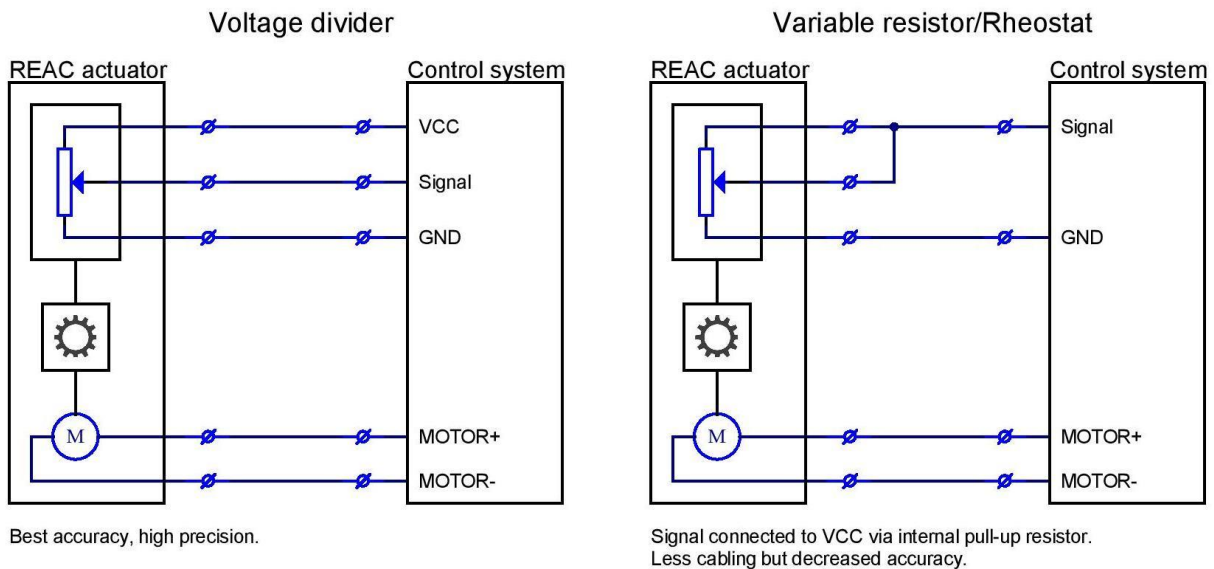 Voltage divider
REAC actuator
Control system
VCC
Signal
GND
M
MOTOR+
MOTOR-
Best accuracy, high precision.
Variable resistor/Rheostat
REAC actuator
Control system
Signal
GND
M
MOTOR+
MOTOR-
Signal connected to VCC via internal pull-up resistor.
Less cabling but decreased accuracy.